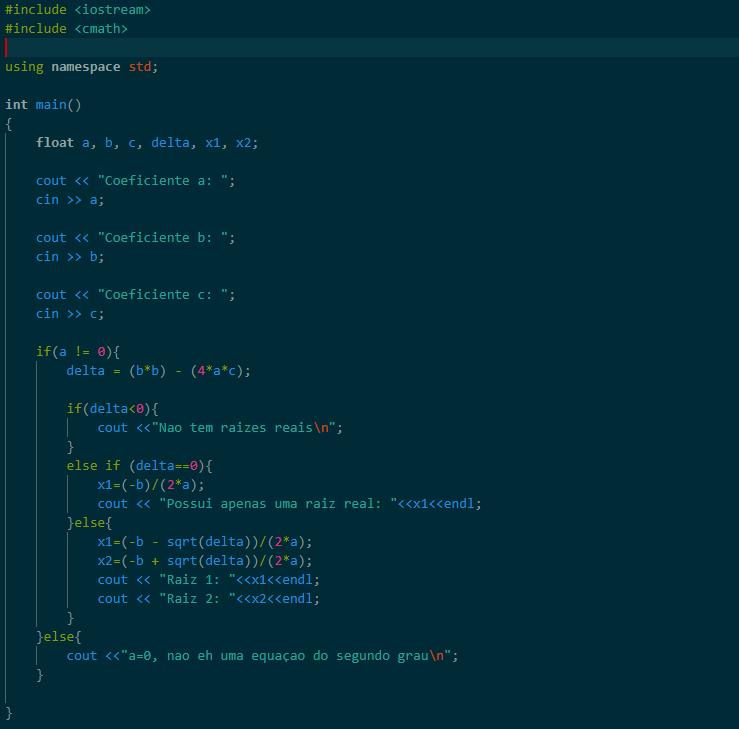 #include <iostream>
#include <cmath>
using namespace std;
int main()
{
float a, b, c, delta, x1, x2;
cout << "Coeficiente a: ";
cin >> a;
cout << "Coeficiente b: ";
cin >> b;
cout << "Coeficiente c: ";
cin >> c;
if(a != 0){
delta = (b*b) - (4*a*c);
if(delta<0){
cout <<"Nao tem raizes reais\n";
}
else if (delta==0){
x1=(-b)/(2*a);
cout << "Possui apenas uma raiz real: "<<x1<<endl;
}else{
x1=(-b - sqrt(delta))/(2*a);
x2=(-b + sqrt(delta))/(2*a);
cout << "Raiz 1: "<<x1<<endl;
cout << "Raiz 2: "<<x2<<endl;
}
}else{
cout <<"a=0, nao eh uma equaçao do segundo grau\n";
}
}